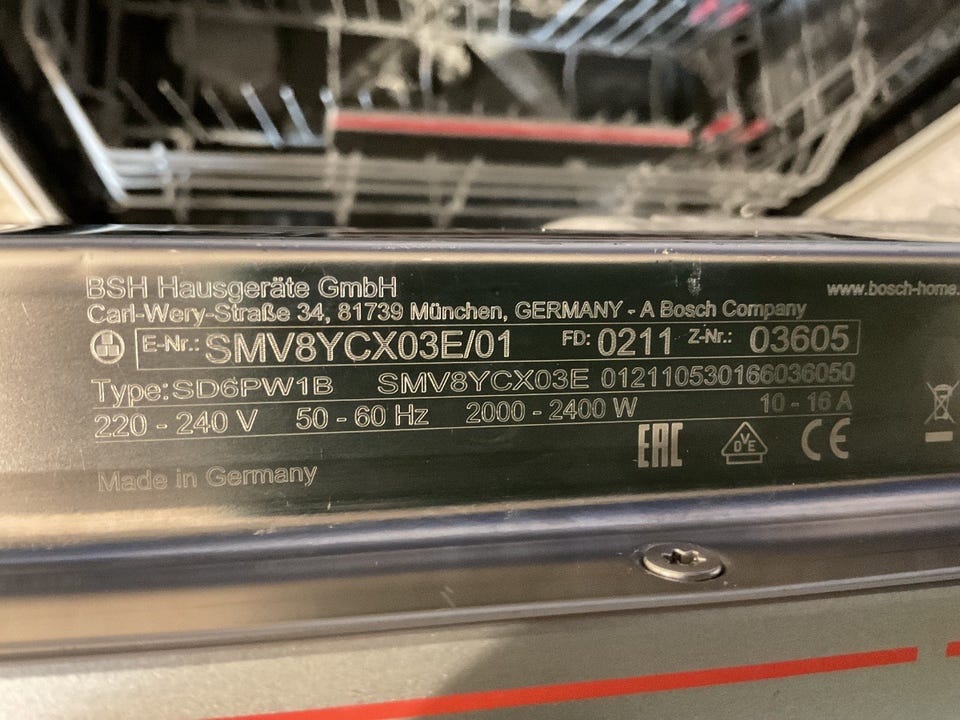 BSH Hausgeräte GmbH
www.bosch-home.
Carl-Wery-Straße 34, 81739 München, GERMANY - A Bosch Company
E-Nr.: SMV8YCX03E/01 FD: 0211 Z-Nr.: 03605
Type: SD6PW1B SMV8YCX03E 012110530166036050
220 - 240 V 50 - 60 Hz 2000 - 2400 W 10 - 16 A
EAC DVE CE
Made in Germany